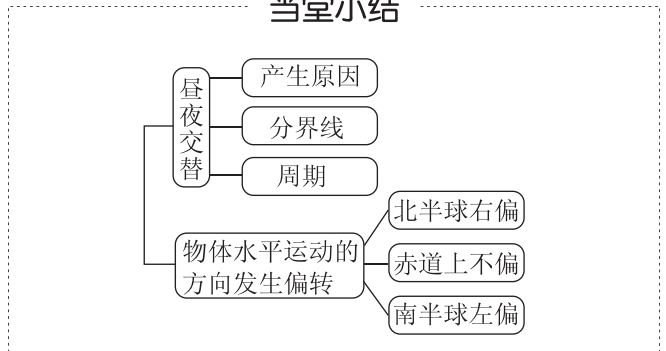 当堂小结
昼夜交替
产生原因
分界线
周期
物体水平运动的
方向发生偏转
北半球右偏
赤道上不偏
南半球左偏